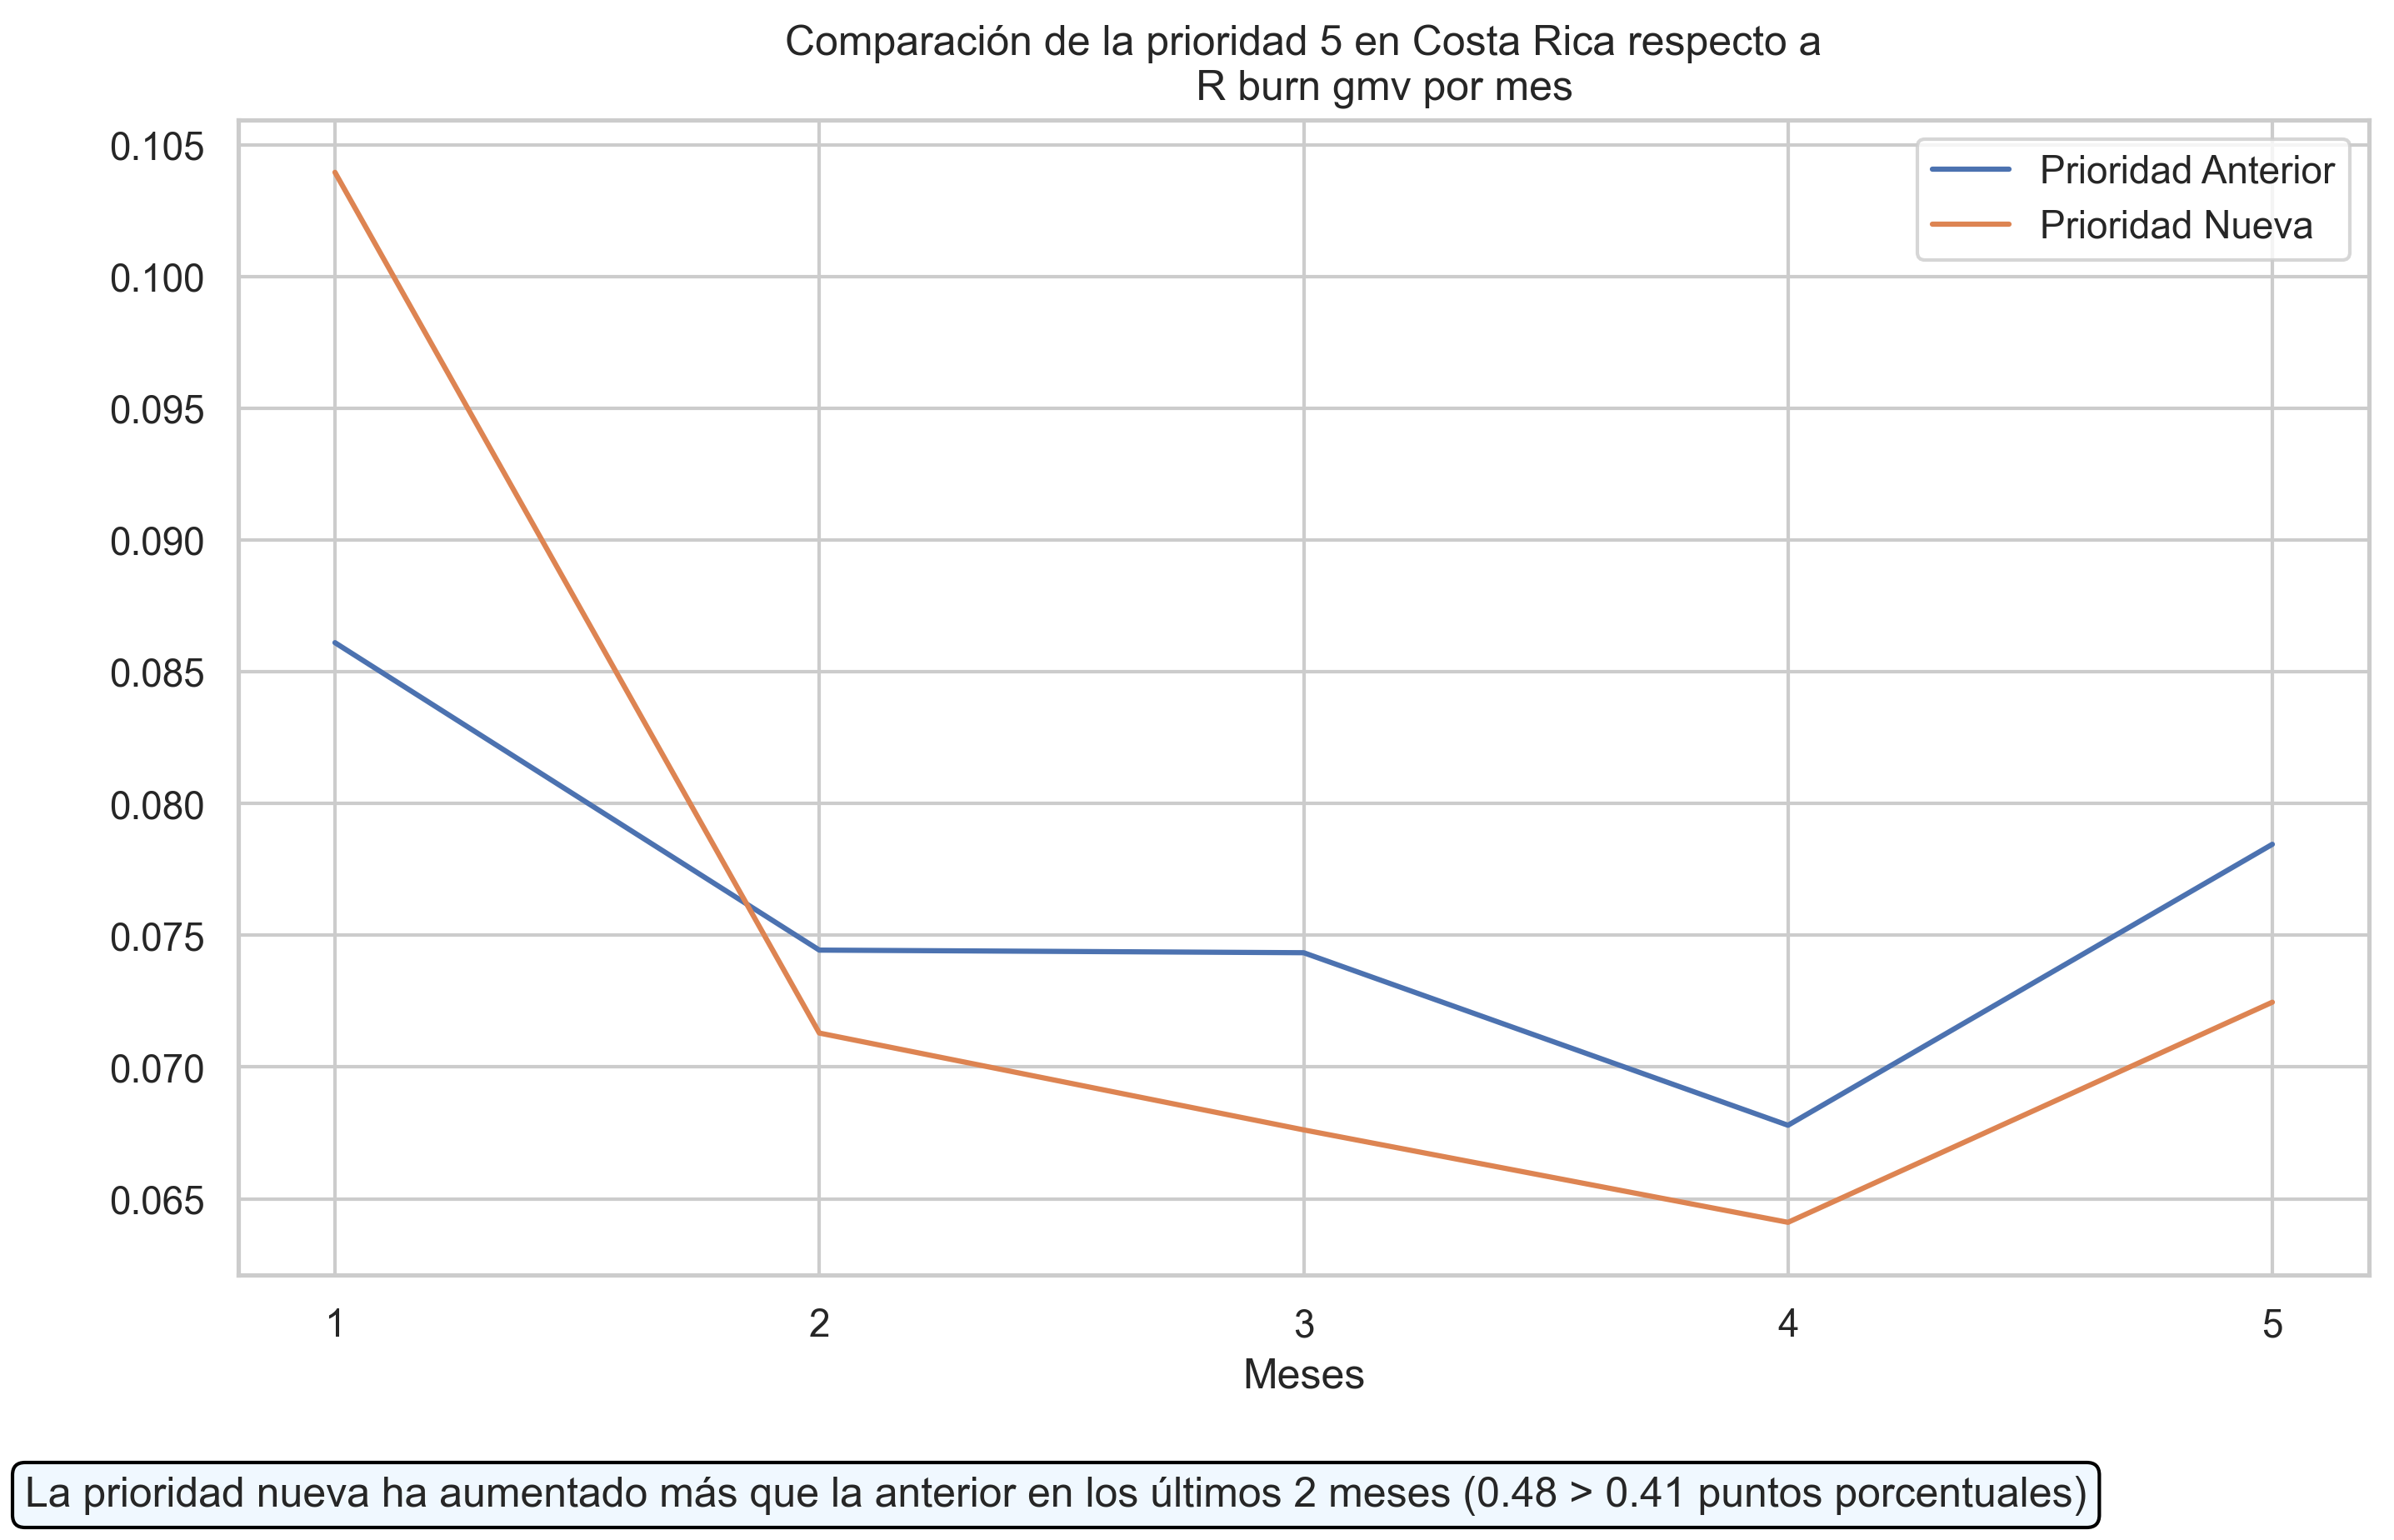 Comparación de la prioridad 5 en Costa Rica respecto a
R burn gmv por mes
0.105
0.100
0.095
0.090
0.085
0.080
0.075
0.070
0.065
Prioridad Anterior
Prioridad Nueva
1 2 3 4 5
Meses
La prioridad nueva ha aumentado más que la anterior en los últimos 2 meses (0.48 > 0.41 puntos porcentuales)